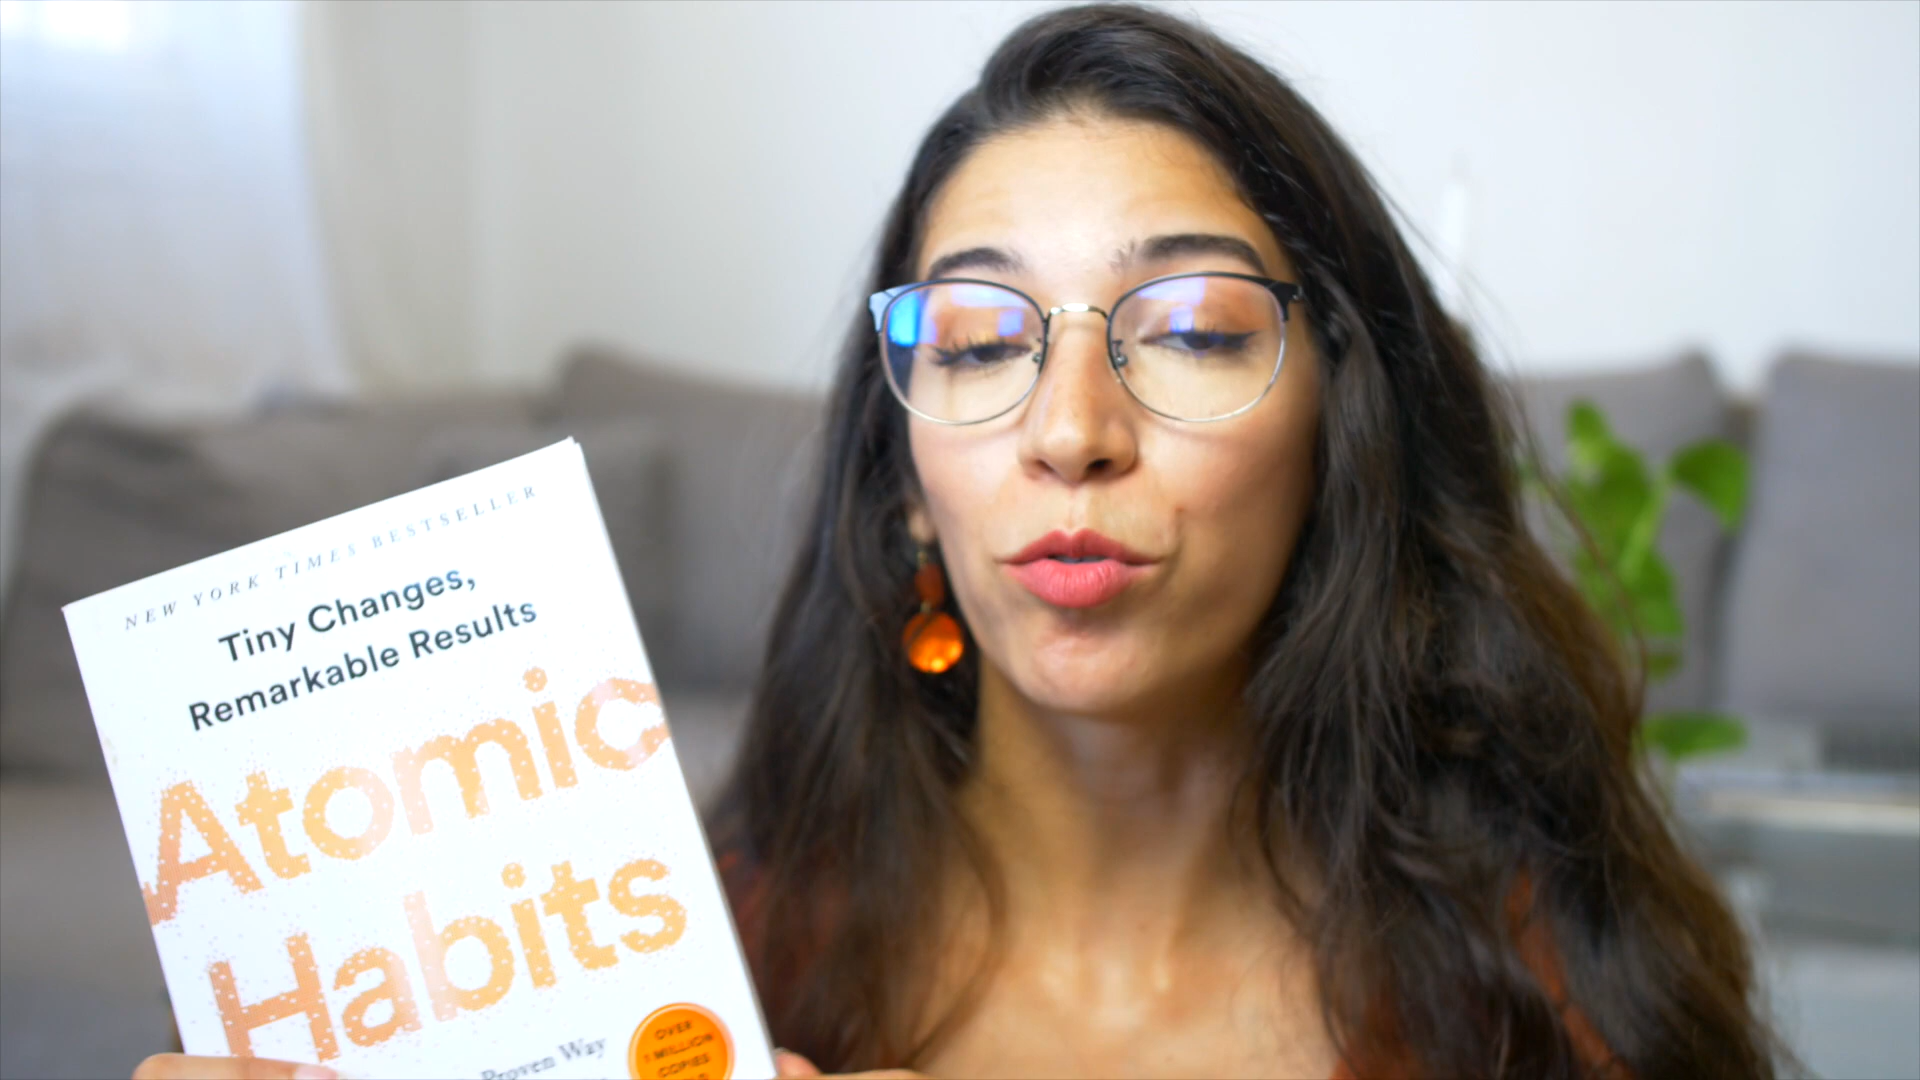 NEW YORK TIMES BESTSELLER
Tiny Changes,
Remarkable Results
Atomic
Habits
Proven Way
OVER
1 MILLION
COPIES